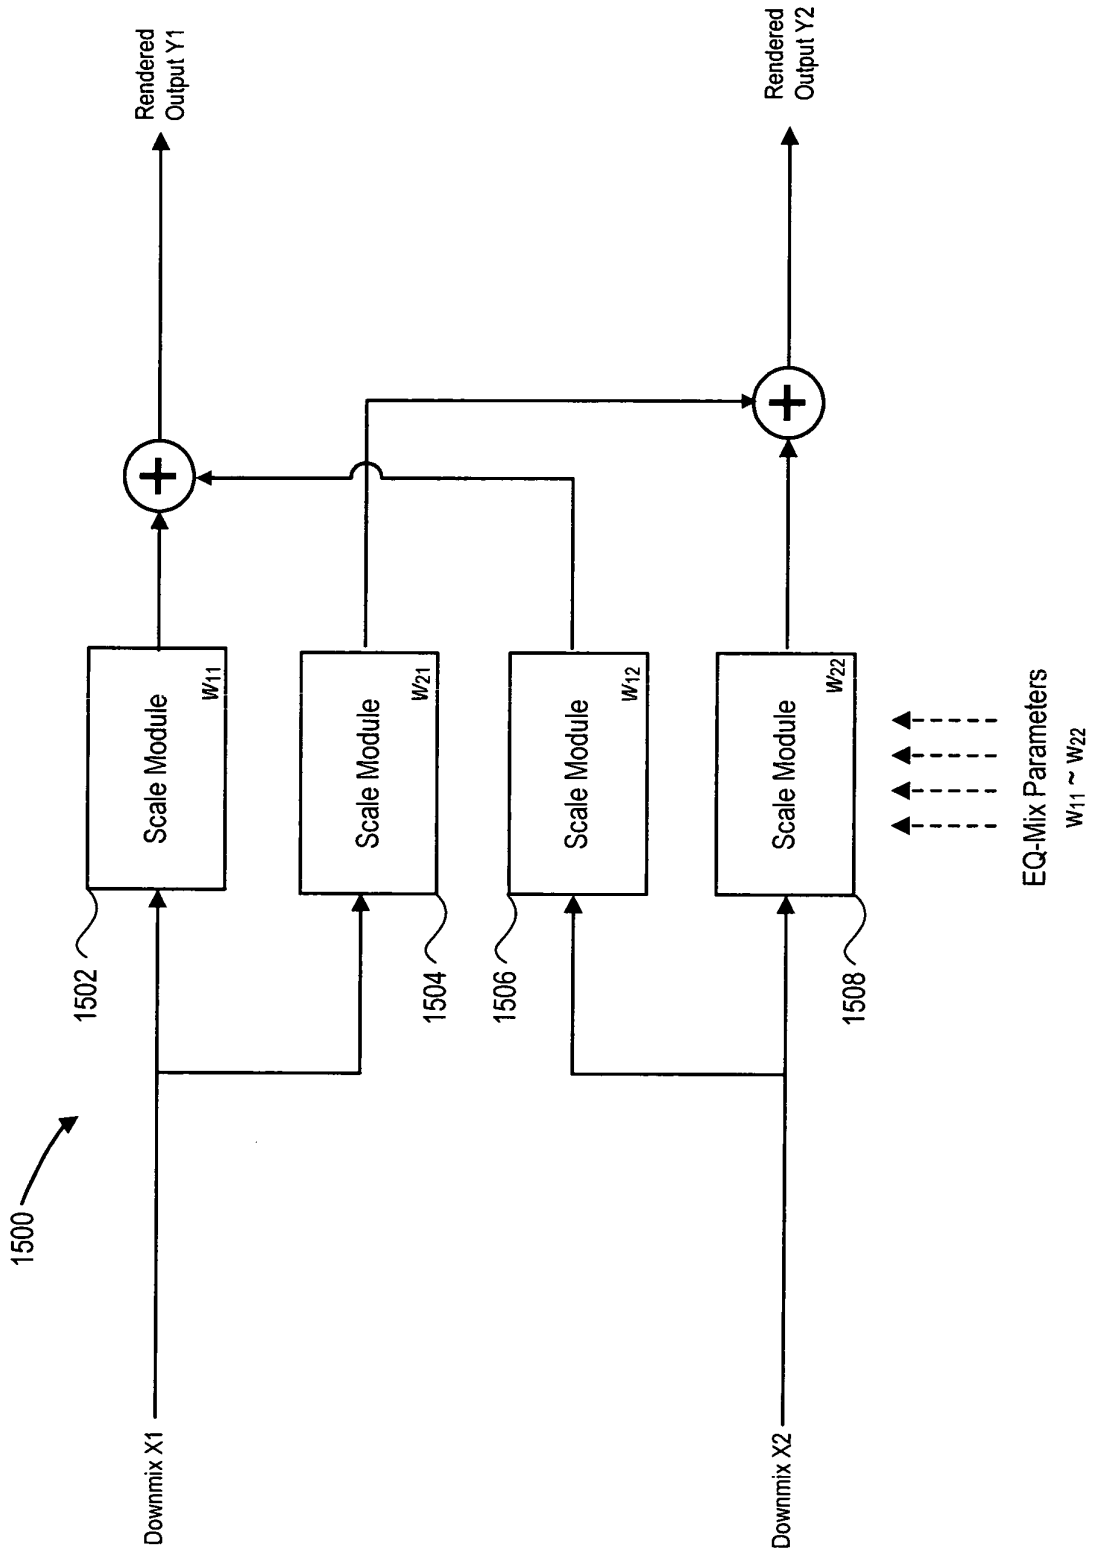 1500
Downmix X1
Downmix X2
1502
Scale Module
W11
1504
Scale Module
W21
1506
Scale Module
W12
1508
Scale Module
W22
Rendered
Output Y1
Rendered
Output Y2
EQ-Mix Parameters
W11 ~ W22